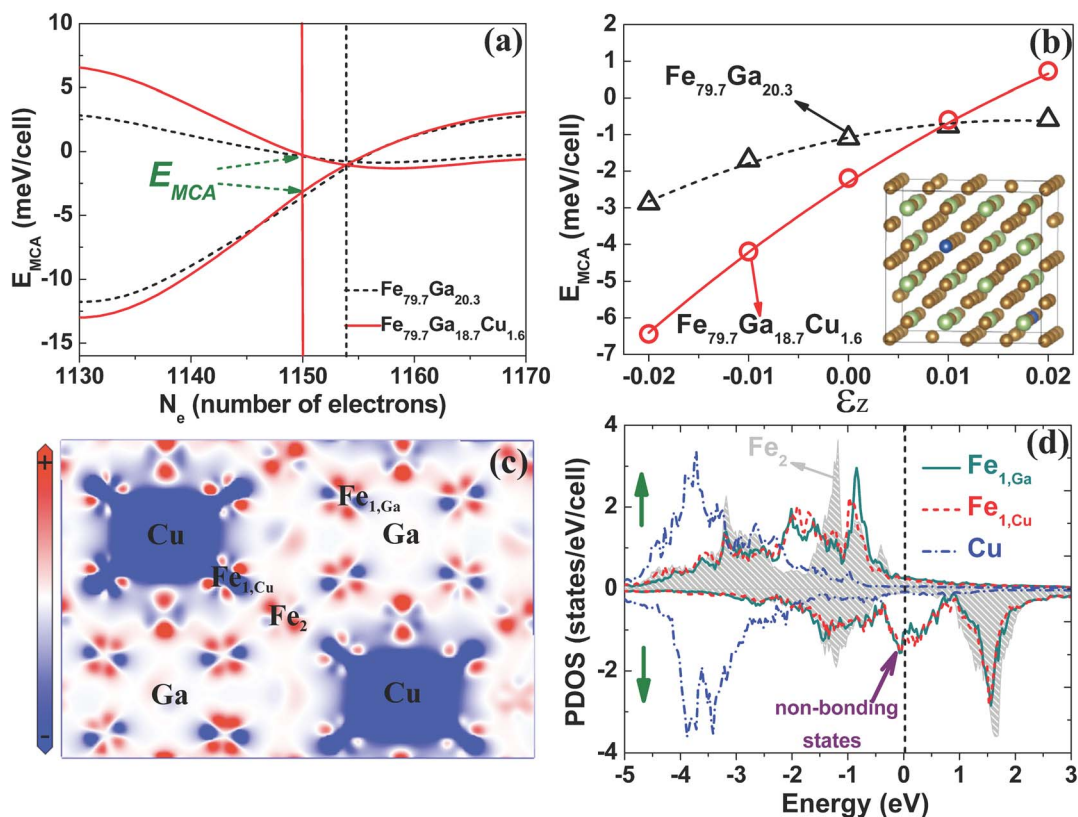 (a)
10
5
0
-5
-10
-15
E_MCA (meV/cell)
E_MCA
Fe79.7Ga20.3
Fe79.7Ga18.7Cu1.6
1130 1140 1150 1160 1170
N_e (number of electrons)
(b)
2
1
0
-1
-2
-3
-4
-5
-6
-7
E_MCA (meV/cell)
Fe79.7Ga20.3
Fe79.7Ga18.7Cu1.6
-0.02 -0.01 0.00 0.01 0.02
εz
(c)
+
-
Cu
Fe1,Ga
Ga
Fe1,Cu
Fe2
Ga
Cu
(d)
4
2
0
-2
-4
PDOS (states/eV/cell)
Fe2
Fe1,Ga
Fe1,Cu
Cu
non-bonding
states
-5 -4 -3 -2 -1 0 1 2 3
Energy (eV)